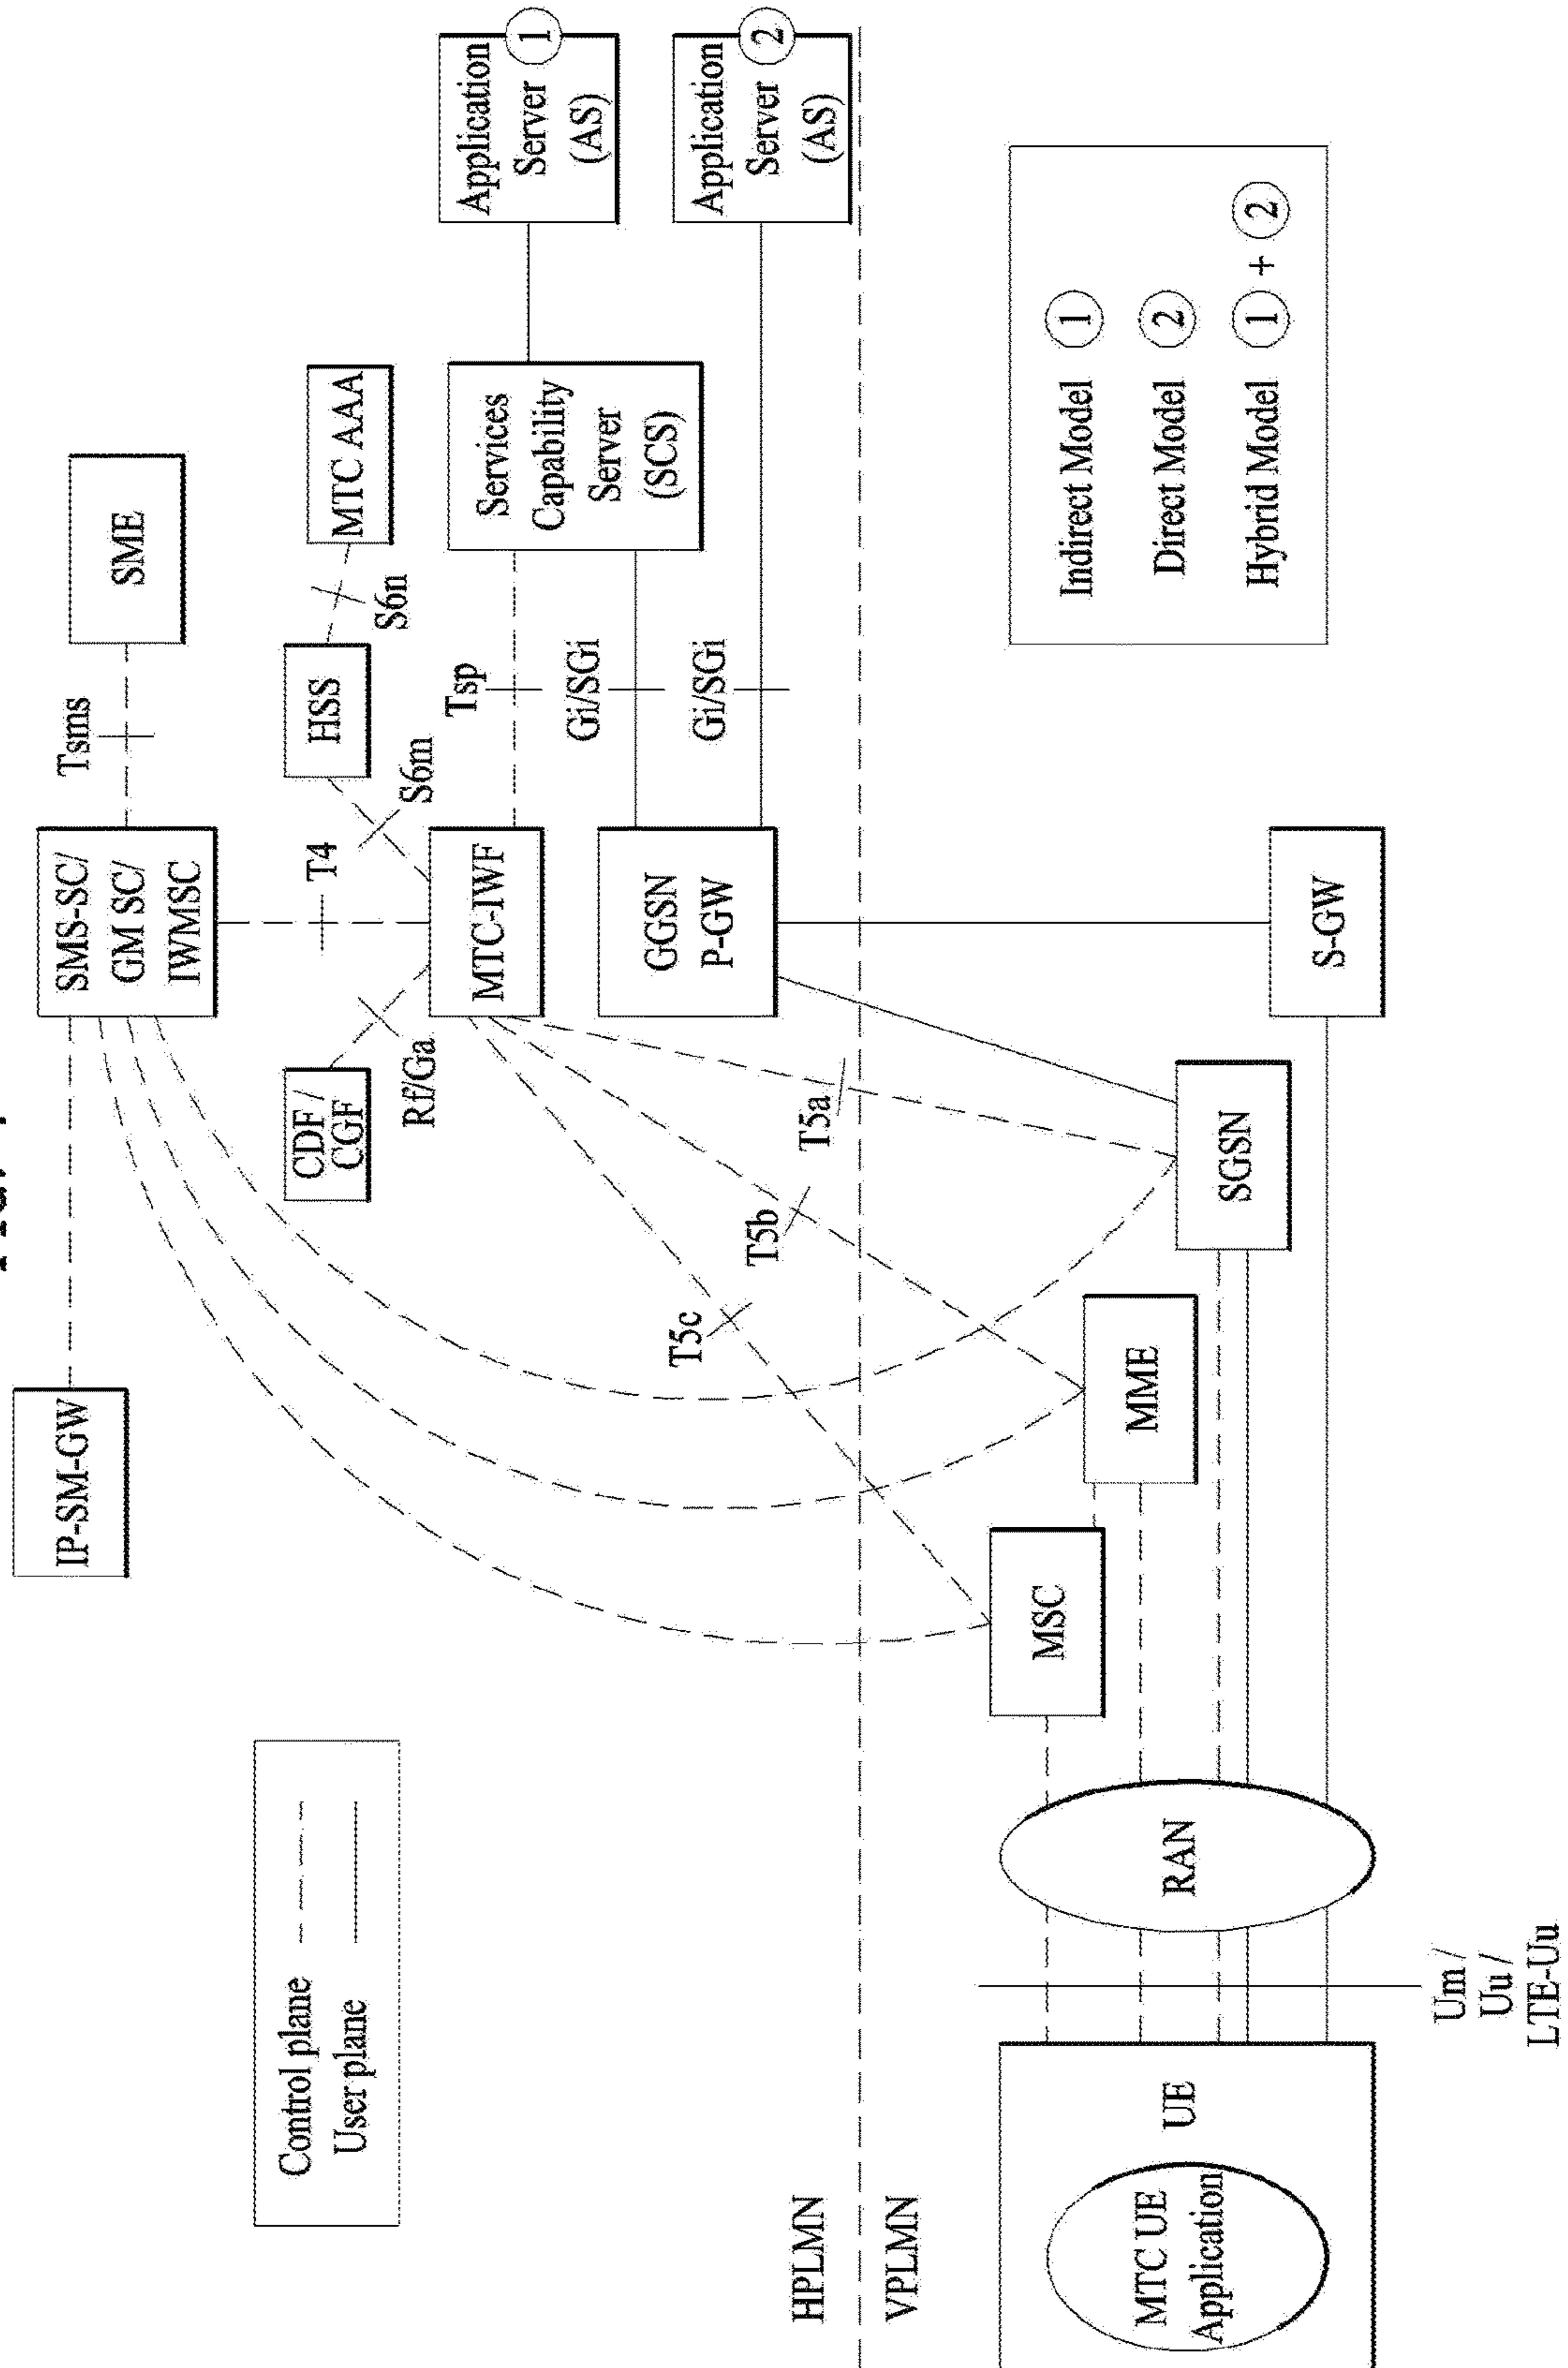 IP-SM-GW
SMS-SC/
GM SC/
IWMSC
Tsms
SME
Control plane
User plane
CDF /
CGF
Rf/Ga
T4
HSS
S6m
S6n
MTC AAA
MTC-IWF
Tsp
Services
Capability
Server
(SCS)
Application
Server 1
(AS)
GGSN
P-GW
Gi/SGi
Gi/SGi
Application
Server 2
(AS)
T5c
T5b
T5a
HPLMN
VPLMN
MTC UE
Application
UE
RAN
MSC
MME
SGSN
S-GW
Um /
Uu /
LTE-Uu
Indirect Model 1
Direct Model 2
Hybrid Model 1 + 2